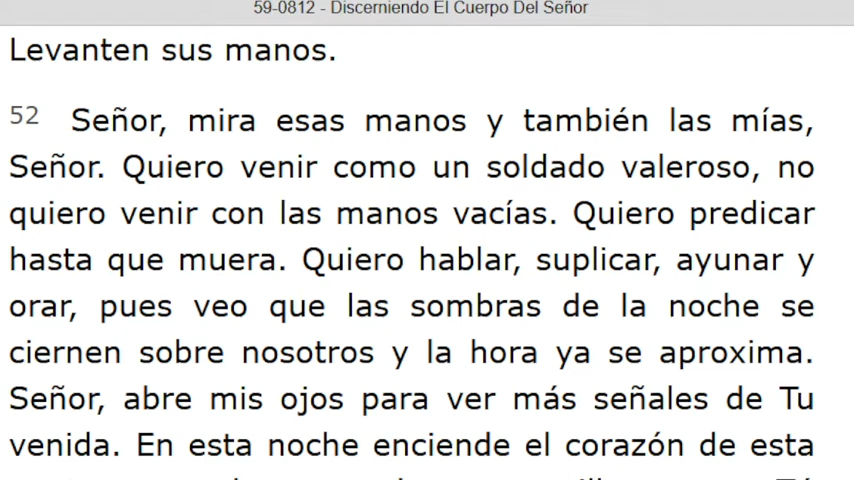 59-0812 - Discerniendo El Cuerpo Del Señor
Levanten sus manos.
52 Señor, mira esas manos y también las mías,
Señor. Quiero venir como un soldado valeroso, no
quiero venir con las manos vacías. Quiero predicar
hasta que muera. Quiero hablar, suplicar, ayunar y
orar, pues veo que las sombras de la noche se
ciernen sobre nosotros y la hora ya se aproxima.
Señor, abre mis ojos para ver más señales de Tu
venida. En esta noche enciende el corazón de esta